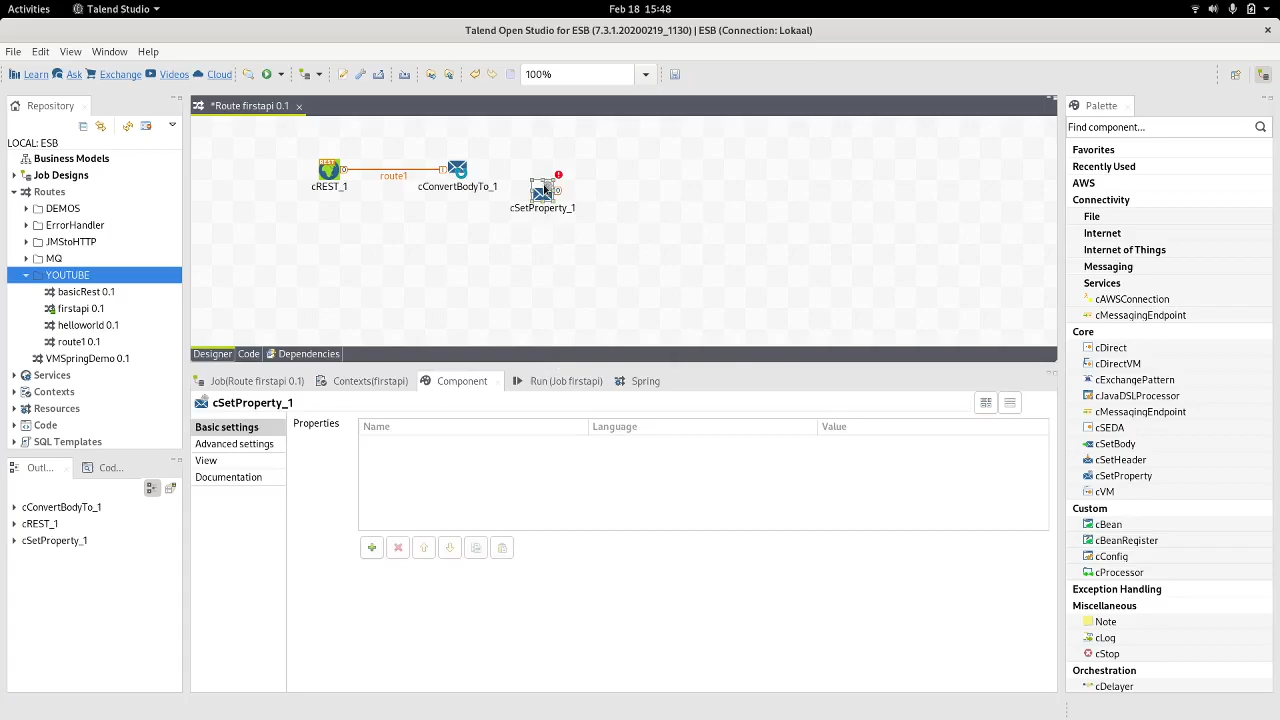 Activities
Talend Studio
Feb 18 15:48
Talend Open Studio for ESB (7.3.1.20200219_1130) | ESB (Connection: Lokaal)
File Edit View Window Help
Learn Ask Exchange Videos Cloud 100%
Repository
LOCAL: ESB
Business Models
Job Designs
Routes
DEMOS
ErrorHandler
JMStoHTTP
MQ
YOUTUBE
basicRest 0.1
firstapi 0.1
helloworld 0.1
route1 0.1
VMSpringDemo 0.1
Services
Contexts
Resources
Code
SQL Templates
Outl...
Cod...
cConvertBodyTo_1
cREST_1
cSetProperty_1
*Route firstapi 0.1
REST
cREST_1
route1
cConvertBodyTo_1
cSetProperty_1
Designer Code Dependencies
Job(Route firstapi 0.1) Contexts(firstapi) Component Run (Job firstapi) Spring
cSetProperty_1
Basic settings
Advanced settings
View
Documentation
Properties
Name Language Value
Palette
Find component...
Favorites
Recently Used
AWS
Connectivity
File
Internet
Internet of Things
Messaging
Services
cAWSConnection
cMessagingEndpoint
Core
cDirect
cDirectVM
cExchangePattern
cJavaDSLProcessor
cMessagingEndpoint
cSEDA
cSetBody
cSetHeader
cSetProperty
cVM
Custom
cBean
cBeanRegister
cConfig
cProcessor
Exception Handling
Miscellaneous
Note
cLog
cStop
Orchestration
cDelayer